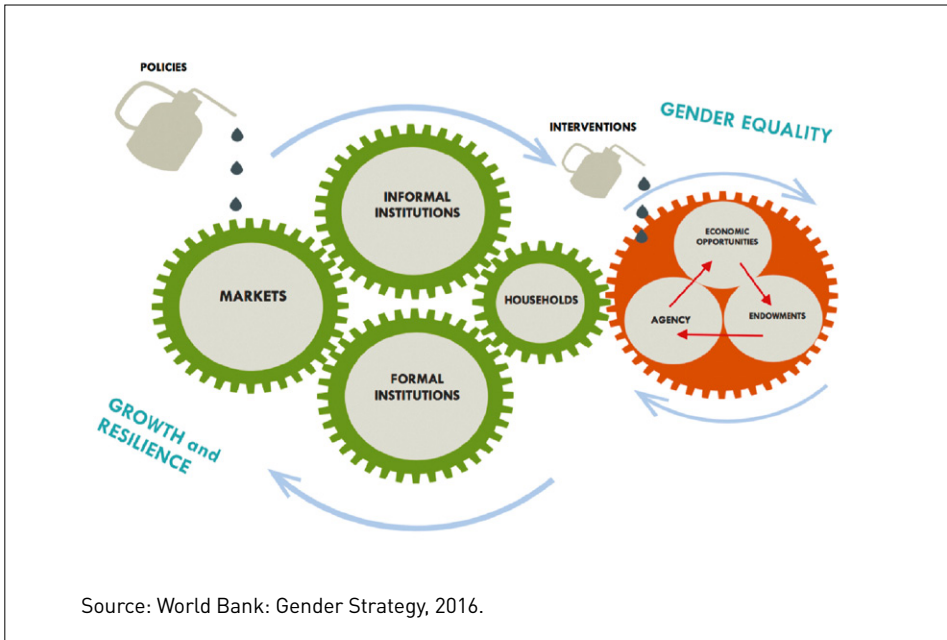 POLICIES
INTERVENTIONS
GENDER EQUALITY
INFORMAL
INSTITUTIONS
ECONOMIC
OPPORTUNITIES
MARKETS
HOUSEHOLDS
AGENCY
ENDOWMENTS
FORMAL
INSTITUTIONS
GROWTH and
RESILIENCE
Source: World Bank: Gender Strategy, 2016.